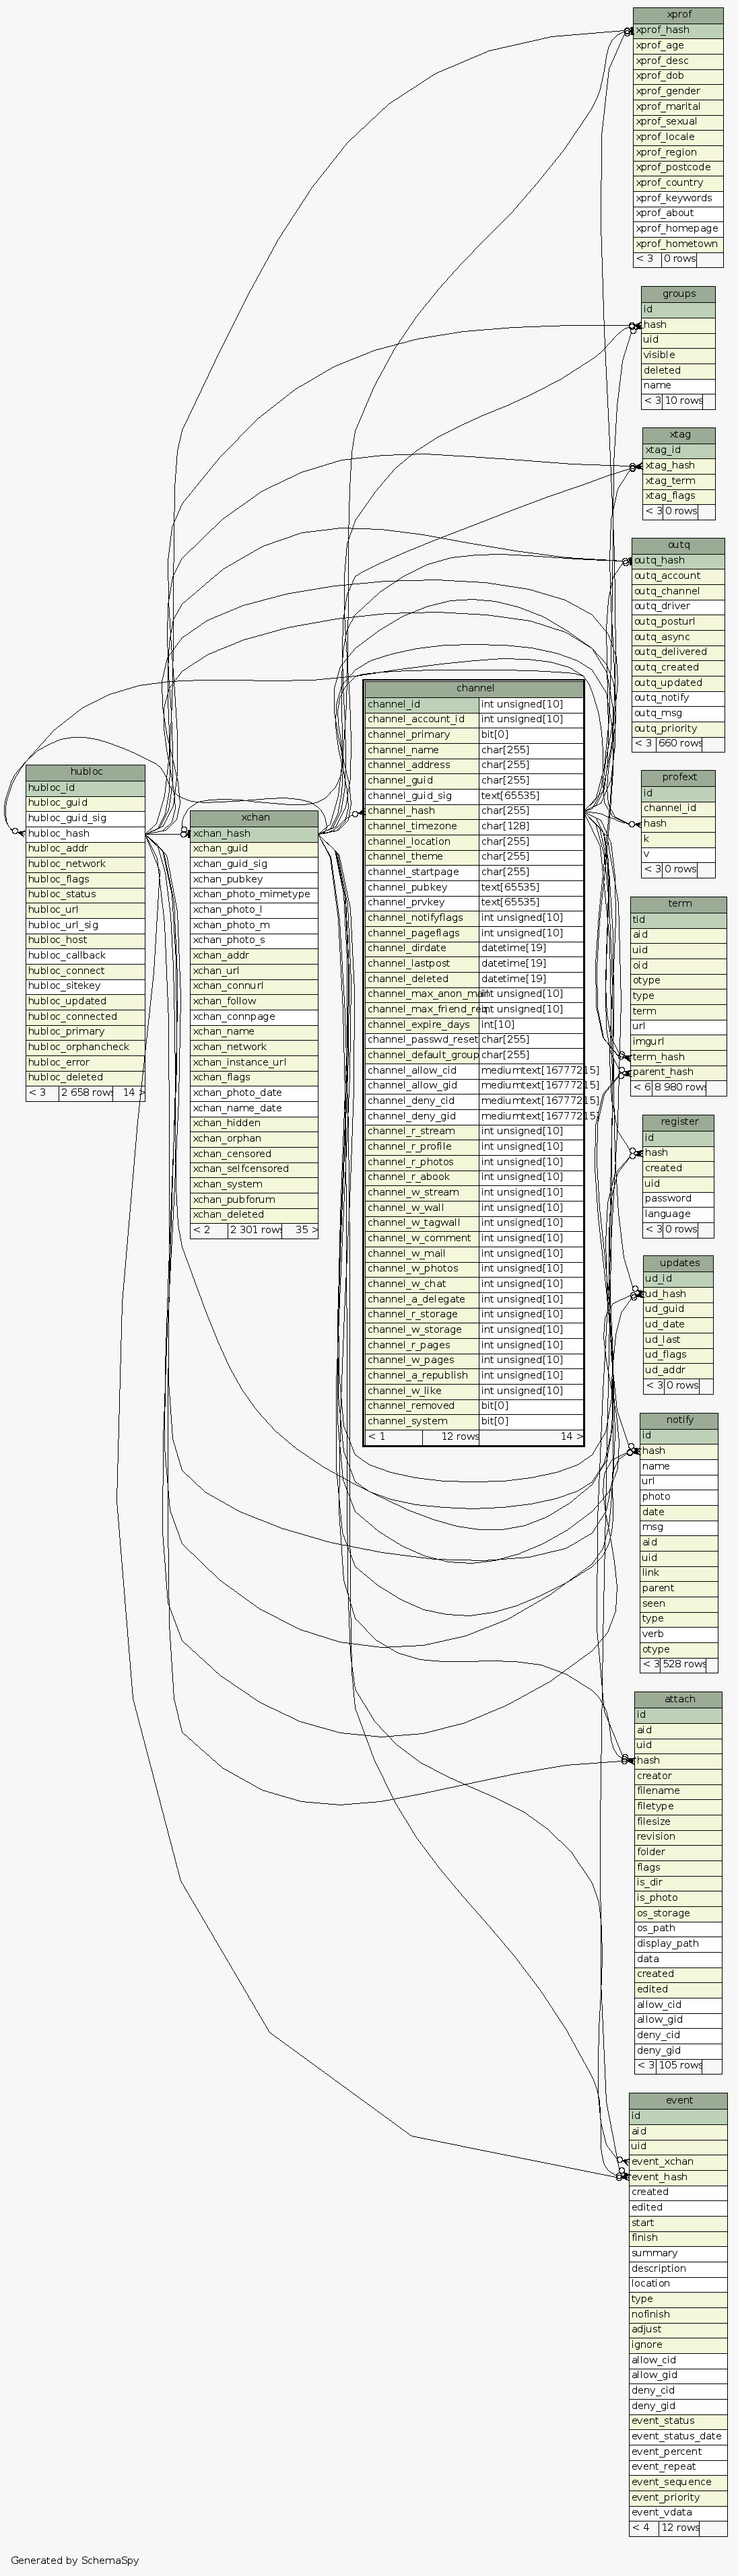 xprof
xprof_hash
xprof_age
xprof_desc
xprof_dob
xprof_gender
xprof_marital
xprof_sexual
xprof_locale
xprof_region
xprof_postcode
xprof_country
xprof_keywords
xprof_about
xprof_homepage
xprof_hometown
< 3 0 rows
groups
id
hash
uid
visible
deleted
name
< 3 10 rows
xtag
xtag_id
xtag_hash
xtag_term
xtag_flags
< 3 0 rows
outq
outq_hash
outq_account
outq_channel
outq_driver
outq_posturl
outq_async
outq_delivered
outq_created
outq_updated
outq_notify
outq_msg
outq_priority
< 3 660 rows
hubloc
hubloc_id
hubloc_guid
hubloc_guid_sig
hubloc_hash
hubloc_addr
hubloc_network
hubloc_flags
hubloc_status
hubloc_url
hubloc_url_sig
hubloc_host
hubloc_callback
hubloc_connect
hubloc_sitekey
hubloc_updated
hubloc_connected
hubloc_primary
hubloc_orphancheck
hubloc_error
hubloc_deleted
< 3 2 658 rows 14 >
xchan
xchan_hash
xchan_guid
xchan_guid_sig
xchan_pubkey
xchan_photo_mimetype
xchan_photo_l
xchan_photo_m
xchan_photo_s
xchan_addr
xchan_url
xchan_connurl
xchan_follow
xchan_connpage
xchan_name
xchan_network
xchan_instance_url
xchan_flags
xchan_photo_date
xchan_name_date
xchan_hidden
xchan_orphan
xchan_censored
xchan_selfcensored
xchan_system
xchan_pubforum
xchan_deleted
< 2 2 301 rows 35 >
channel
channel_id int unsigned[10]
channel_account_id int unsigned[10]
channel_primary bit[0]
channel_name char[255]
channel_address char[255]
channel_guid char[255]
channel_guid_sig text[65535]
channel_hash char[255]
channel_timezone char[128]
channel_location char[255]
channel_theme char[255]
channel_startpage char[255]
channel_pubkey text[65535]
channel_prvkey text[65535]
channel_notifyflags int unsigned[10]
channel_pageflags int unsigned[10]
channel_dirdate datetime[19]
channel_lastpost datetime[19]
channel_deleted datetime[19]
channel_max_anon_mail int unsigned[10]
channel_max_friend_req int unsigned[10]
channel_expire_days int[10]
channel_passwd_reset char[255]
channel_default_group char[255]
channel_allow_cid mediumtext[16777215]
channel_allow_gid mediumtext[16777215]
channel_deny_cid mediumtext[16777215]
channel_deny_gid mediumtext[16777215]
channel_r_stream int unsigned[10]
channel_r_profile int unsigned[10]
channel_r_photos int unsigned[10]
channel_r_abook int unsigned[10]
channel_w_stream int unsigned[10]
channel_w_wall int unsigned[10]
channel_w_tagwall int unsigned[10]
channel_w_comment int unsigned[10]
channel_w_mail int unsigned[10]
channel_w_photos int unsigned[10]
channel_w_chat int unsigned[10]
channel_a_delegate int unsigned[10]
channel_r_storage int unsigned[10]
channel_w_storage int unsigned[10]
channel_r_pages int unsigned[10]
channel_w_pages int unsigned[10]
channel_a_republish int unsigned[10]
channel_w_like int unsigned[10]
channel_removed bit[0]
channel_system bit[0]
< 1 12 rows 14 >
profext
id
channel_id
hash
k
v
< 3 0 rows
term
tid
aid
uid
oid
otype
type
term
url
imgurl
term_hash
parent_hash
< 6 8 980 rows
register
id
hash
created
uid
password
language
< 3 0 rows
updates
ud_id
ud_hash
ud_guid
ud_date
ud_last
ud_flags
ud_addr
< 3 0 rows
notify
id
hash
name
url
photo
date
msg
aid
uid
link
parent
seen
type
verb
otype
< 3 528 rows
attach
id
aid
uid
hash
creator
filename
filetype
filesize
revision
folder
flags
is_dir
is_photo
os_storage
os_path
display_path
data
created
edited
allow_cid
allow_gid
deny_cid
deny_gid
< 3 105 rows
event
id
aid
uid
event_xchan
event_hash
created
edited
start
finish
summary
description
location
type
nofinish
adjust
ignore
allow_cid
allow_gid
deny_cid
deny_gid
event_status
event_status_date
event_percent
event_repeat
event_sequence
event_priority
event_vdata
< 4 12 rows
Generated by SchemaSpy